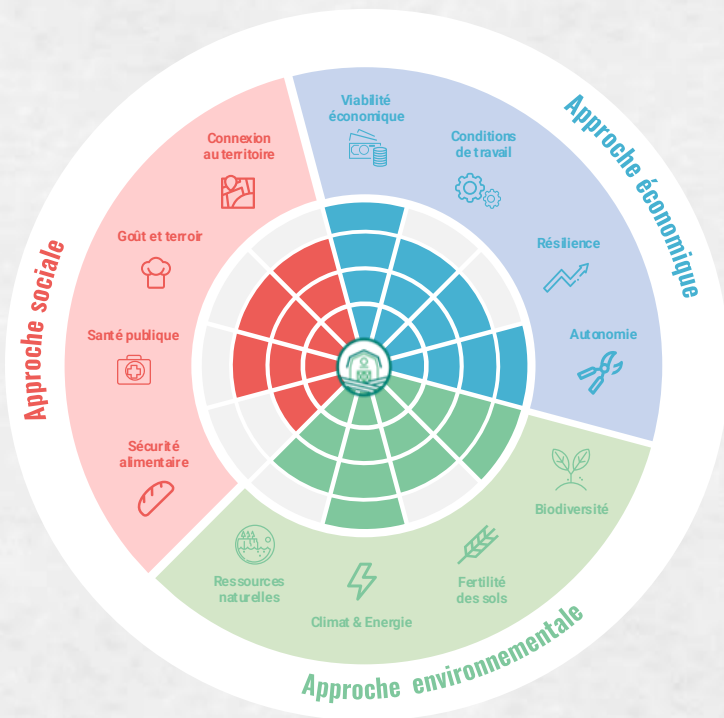 Approche économique
Viabilité
économique
Conditions
de travail
Résilience
Autonomie
Approche sociale
Connexion
au territoire
Goût et terroir
Santé publique
Sécurité
alimentaire
Approche environnementale
Biodiversité
Fertilité
des sols
Climat & Energie
Ressources
naturelles